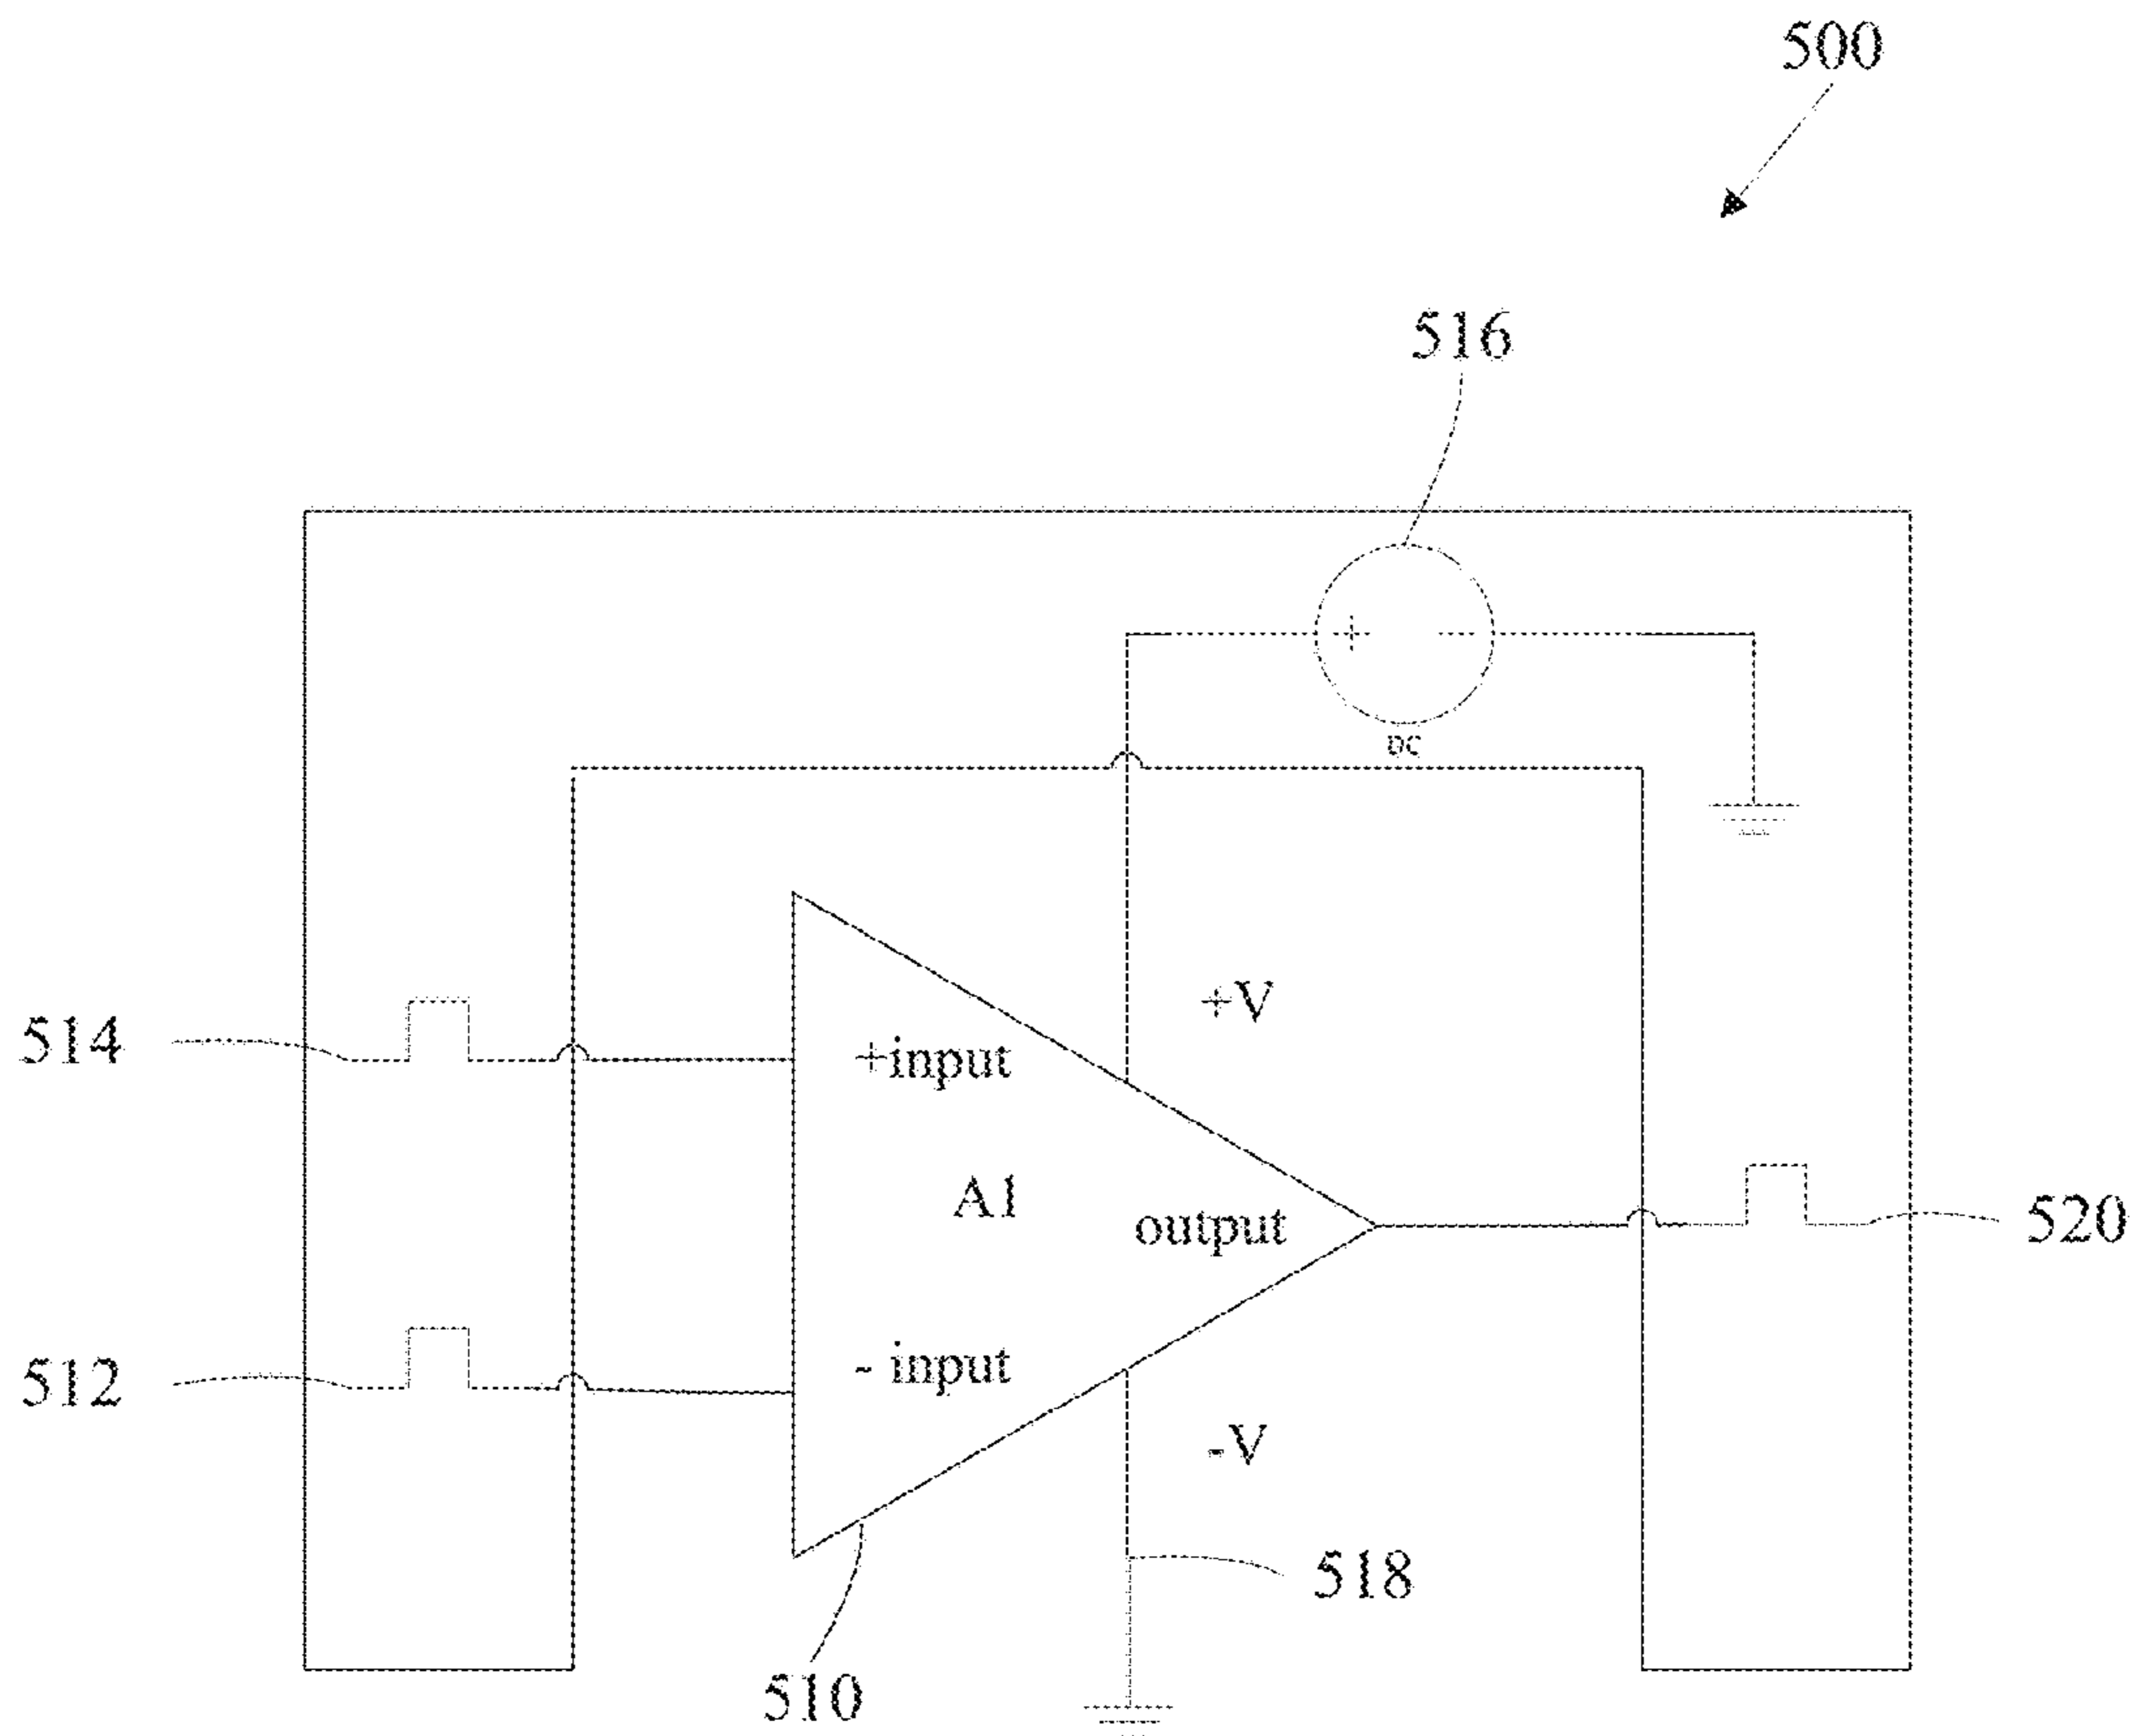 500
516
+
-
DC
+V
514
+input
A1
output
520
- input
512
-V
518
510